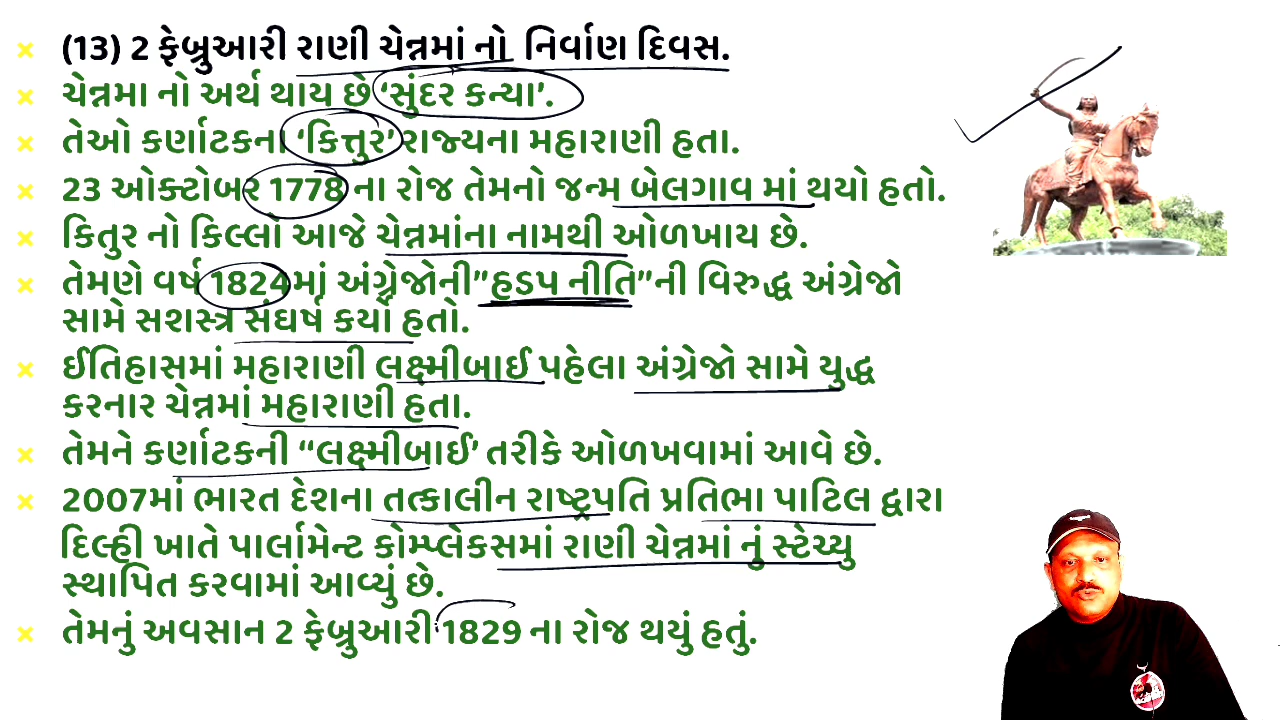 (13) 2 ફેબ્રુઆરી રાણી ચેન્નમાં નો નિર્વાણ દિવસ.
ચેન્નમા નો અર્થ થાય છે ‘સુંદર કન્યા’.
તેઓ કર્ણાટકના ‘કિત્તુર’ રાજ્યના મહારાણી હતા.
23 ઓક્ટોબર 1778 ના રોજ તેમનો જન્મ બેલગાવ માં થયો હતો.
કિતુર નો કિલ્લો આજે ચેન્નમાંના નામથી ઓળખાય છે.
તેમણે વર્ષ 1824માં અંગ્રેજોની”હડપ નીતિ”ની વિરુદ્ધ અંગ્રેજો
સામે સશસ્ત્ર સંઘર્ષ કર્યો હતો.
ઈતિહાસમાં મહારાણી લક્ષ્મીબાઈ પહેલા અંગ્રેજો સામે યુદ્ધ
કરનાર ચેન્નમાં મહારાણી હતા.
તેમને કર્ણાટકની “લક્ષ્મીબાઈ’ તરીકે ઓળખવામાં આવે છે.
2007માં ભારત દેશના તત્કાલીન રાષ્ટ્રપતિ પ્રતિભા પાટિલ દ્વારા
દિલ્હી ખાતે પાર્લામેન્ટ કોમ્પ્લેકસમાં રાણી ચેન્નમાં નું સ્ટેચ્યુ
સ્થાપિત કરવામાં આવ્યું છે.
તેમનું અવસાન 2 ફેબ્રુઆરી 1829 ના રોજ થયું હતું.